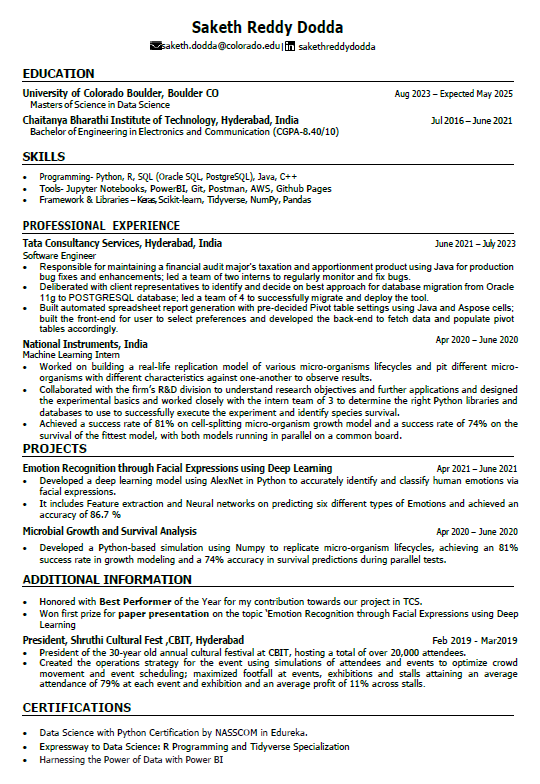 Saketh Reddy Dodda
saketh.dodda@colorado.edu| sakethreddydodda
EDUCATION
University of Colorado Boulder, Boulder CO Aug 2023 – Expected May 2025
Masters of Science in Data Science
Chaitanya Bharathi Institute of Technology, Hyderabad, India Jul 2016 – June 2021
Bachelor of Engineering in Electronics and Communication (CGPA-8.40/10)
SKILLS
• Programming- Python, R, SQL (Oracle SQL, PostgreSQL), Java, C++
• Tools- Jupyter Notebooks, PowerBI, Git, Postman, AWS, Github Pages
• Framework & Libraries – Keras, Scikit-learn, Tidyverse, NumPy, Pandas
PROFESSIONAL EXPERIENCE
Tata Consultancy Services, Hyderabad, India June 2021 – July 2023
Software Engineer
• Responsible for maintaining a financial audit major's taxation and apportionment product using Java for production
bug fixes and enhancements; led a team of two interns to regularly monitor and fix bugs.
• Deliberated with client representatives to identify and decide on best approach for database migration from Oracle
11g to POSTGRESQL database; led a team of 4 to successfully migrate and deploy the tool.
• Built automated spreadsheet report generation with pre-decided Pivot table settings using Java and Aspose cells;
built the front-end for user to select preferences and developed the back-end to fetch data and populate pivot
tables accordingly.
National Instruments, India Apr 2020 – June 2020
Machine Learning Intern
• Worked on building a real-life replication model of various micro-organisms lifecycles and pit different micro-
organisms with different characteristics against one-another to observe results.
• Collaborated with the firm's R&D division to understand research objectives and further applications and designed
the experimental basics and worked closely with the intern team of 3 to determine the right Python libraries and
databases to use to successfully execute the experiment and identify species survival.
• Achieved a success rate of 81% on cell-splitting micro-organism growth model and a success rate of 74% on the
survival of the fittest model, with both models running in parallel on a common board.
PROJECTS
Emotion Recognition through Facial Expressions using Deep Learning Apr 2021 – June 2021
• Developed a deep learning model using AlexNet in Python to accurately identify and classify human emotions via
facial expressions.
• It includes Feature extraction and Neural networks on predicting six different types of Emotions and achieved an
accuracy of 86.7 %
Microbial Growth and Survival Analysis Apr 2020 – June 2020
• Developed a Python-based simulation using Numpy to replicate micro-organism lifecycles, achieving an 81%
success rate in growth modeling and a 74% accuracy in survival predictions during parallel tests.
ADDITIONAL INFORMATION
• Honored with Best Performer of the Year for my contribution towards our project in TCS.
• Won first prize for paper presentation on the topic 'Emotion Recognition through Facial Expressions using Deep
Learning
President, Shruthi Cultural Fest ,CBIT, Hyderabad Feb 2019 - Mar2019
• President of the 30-year old annual cultural festival at CBIT, hosting a total of over 20,000 attendees.
• Created the operations strategy for the event using simulations of attendees and events to optimize crowd
movement and event scheduling; maximized footfall at events, exhibitions and stalls attaining an average
attendance of 79% at each event and exhibition and an average profit of 11% across stalls.
CERTIFICATIONS
• Data Science with Python Certification by NASSCOM in Edureka.
• Expressway to Data Science: R Programming and Tidyverse Specialization
• Harnessing the Power of Data with Power BI